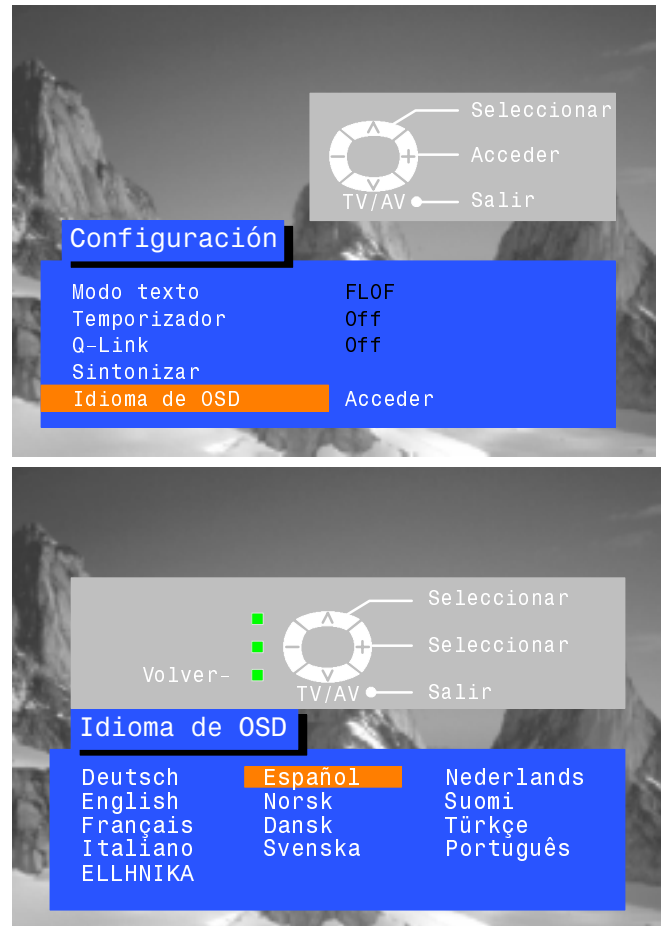 Seleccionar
Acceder
TV/AV Salir
Configuración
Modo texto FLOF
Temporizador Off
Q-Link Off
Sintonizar
Idioma de OSD Acceder
Seleccionar
Seleccionar
Volver-
TV/AV Salir
Idioma de OSD
Deutsch Español Nederlands
English Norsk Suomi
Français Dansk Türkçe
Italiano Svenska Português
ELLHNIKA